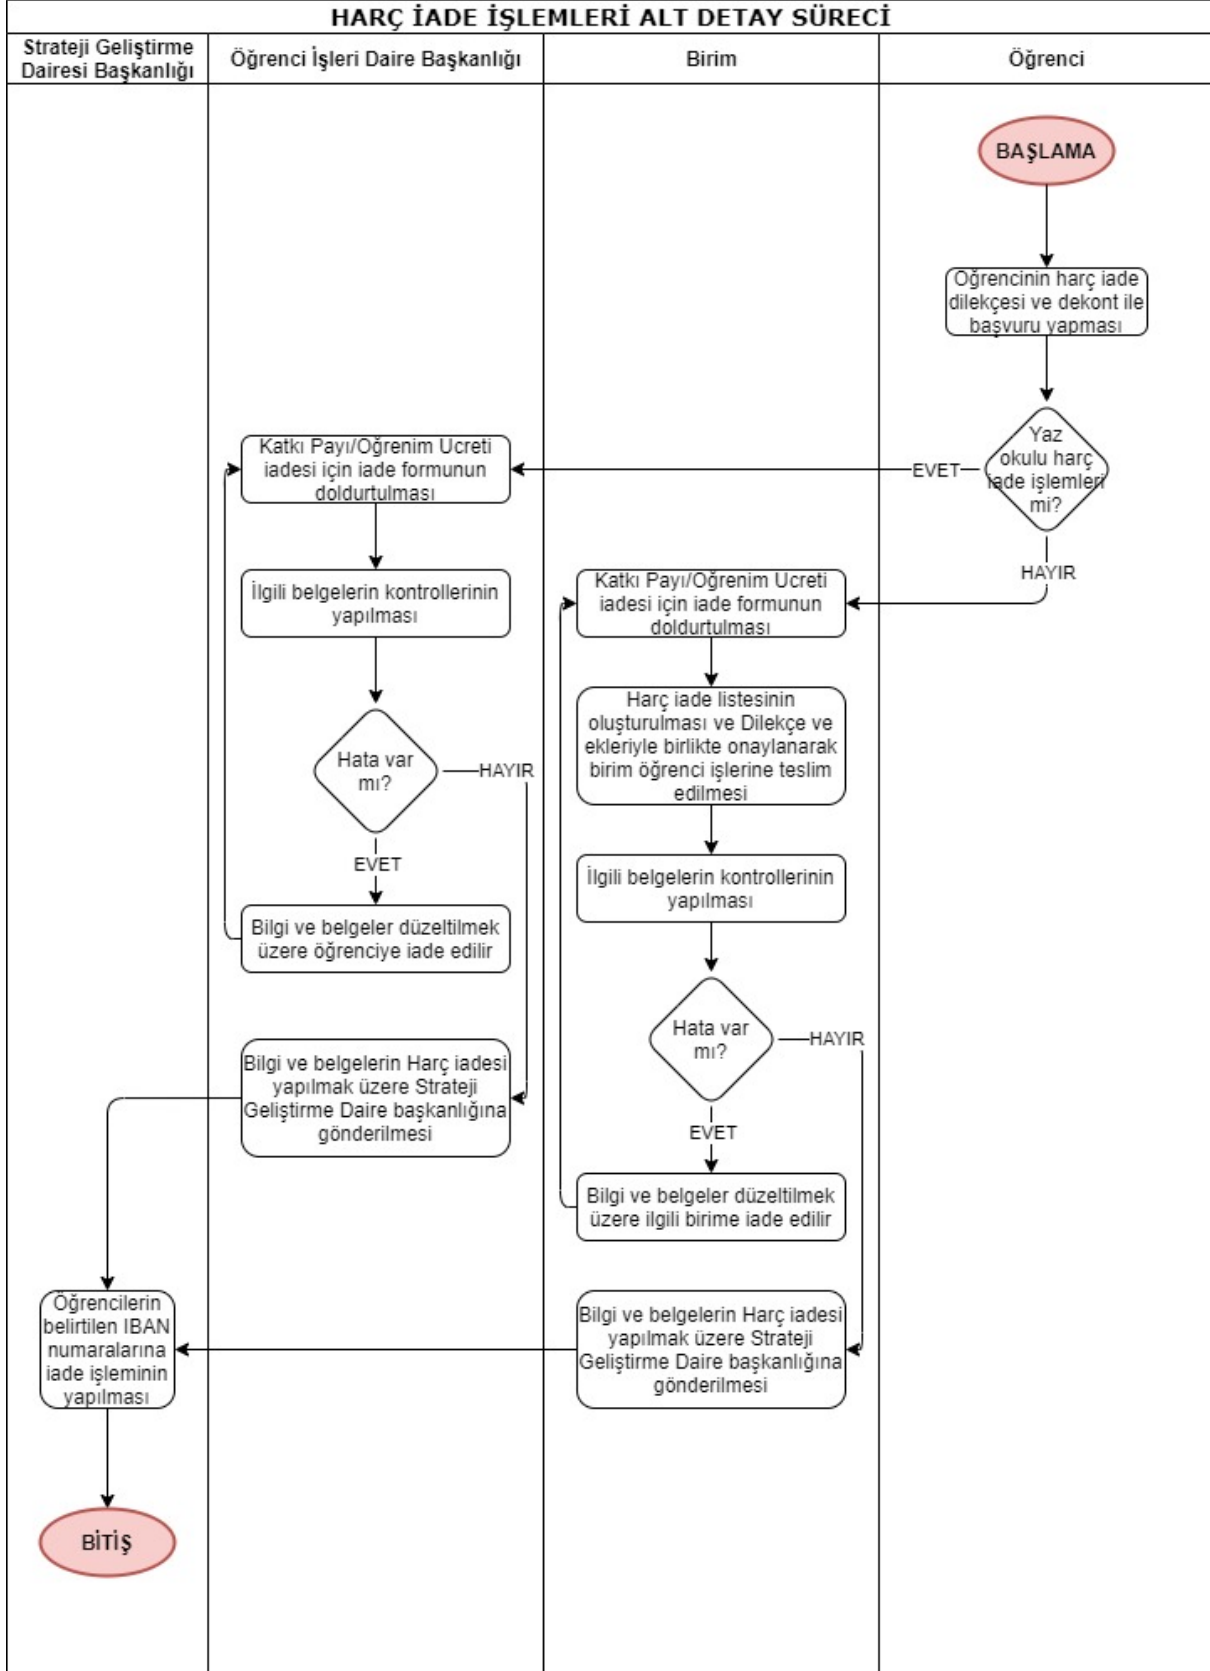 HARÇ İADE İŞLEMLERİ ALT DETAY SÜRECİ
Strateji Geliştirme
Dairesi Başkanlığı
Öğrenci İşleri Daire Başkanlığı
Birim
Öğrenci
BAŞLAMA
Öğrencinin harç iade
dilekçesi ve dekont ile
başvuru yapması
Yaz
okulu harç
iade işlemleri
mi?
EVET
HAYIR
Katkı Payı/Öğrenim Ücreti
iadesi için iade formunun
doldurtulması
İlgili belgelerin kontrollerinin
yapılması
Hata var
mı?
HAYIR
EVET
Bilgi ve belgeler düzeltilmek
üzere öğrenciye iade edilir
Bilgi ve belgelerin Harç iadesi
yapılmak üzere Strateji
Geliştirme Daire başkanlığına
gönderilmesi
Katkı Payı/Öğrenim Ücreti
iadesi için iade formunun
doldurtulması
Harç iade listesinin
oluşturulması ve Dilekçe ve
ekleriyle birlikte onaylanarak
birim öğrenci işlerine teslim
edilmesi
İlgili belgelerin kontrollerinin
yapılması
Hata var
mı?
HAYIR
EVET
Bilgi ve belgeler düzeltilmek
üzere ilgili birime iade edilir
Bilgi ve belgelerin Harç iadesi
yapılmak üzere Strateji
Geliştirme Daire başkanlığına
gönderilmesi
Öğrencilerin
belirtilen IBAN
numaralarına
iade işleminin
yapılması
BİTİŞ